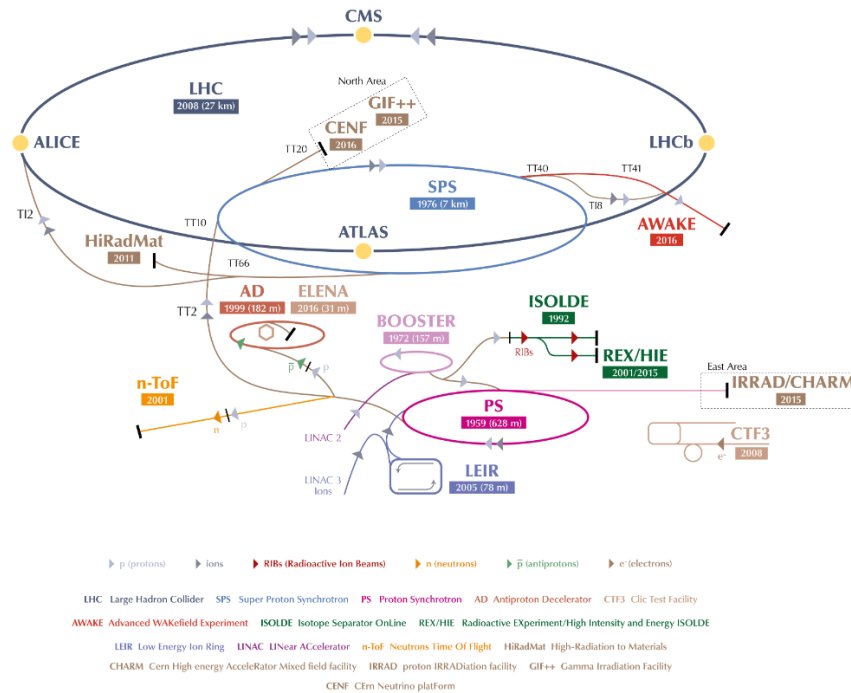 CMS
North Area
LHC
2008 (27 km)
GIF++
2015
CENF
2016
ALICE
LHCb
TT20
TT40
TT41
SPS
1976 (7 km)
TI8
TI2
TT10
AWAKE
2016
HiRadMat
2011
ATLAS
TT66
AD
1999 (182 m)
ELENA
2016 (31 m)
TT2
BOOSTER
1972 (157 m)
ISOLDE
1992
RIBs
REX/HIE
2001/2015
East Area
IRRAD/CHARM
2015
p̅
p
n-ToF
2001
n
p
PS
1959 (628 m)
LINAC 2
CTF3
2008
e-
LINAC 3
Ions
LEIR
2005 (78 m)
p (protons) ions RIBs (Radioactive Ion Beams) n (neutrons) p̅ (antiprotons) e- (electrons)
LHC Large Hadron Collider SPS Super Proton Synchrotron PS Proton Synchrotron AD Antiproton Decelerator CTF3 Clic Test Facility
AWAKE Advanced WAKefield Experiment ISOLDE Isotope Separator OnLine REX/HIE Radioactive EXperiment/High Intensity and Energy ISOLDE
LEIR Low Energy Ion Ring LINAC LINear ACcelerator n-ToF Neutrons Time Of Flight HiRadMat High-Radiation to Materials
CHARM Cern High energy AcceleRator Mixed field facility IRRAD proton IRRADiation facility GIF++ Gamma Irradiation Facility
CENF CErn Neutrino platForm